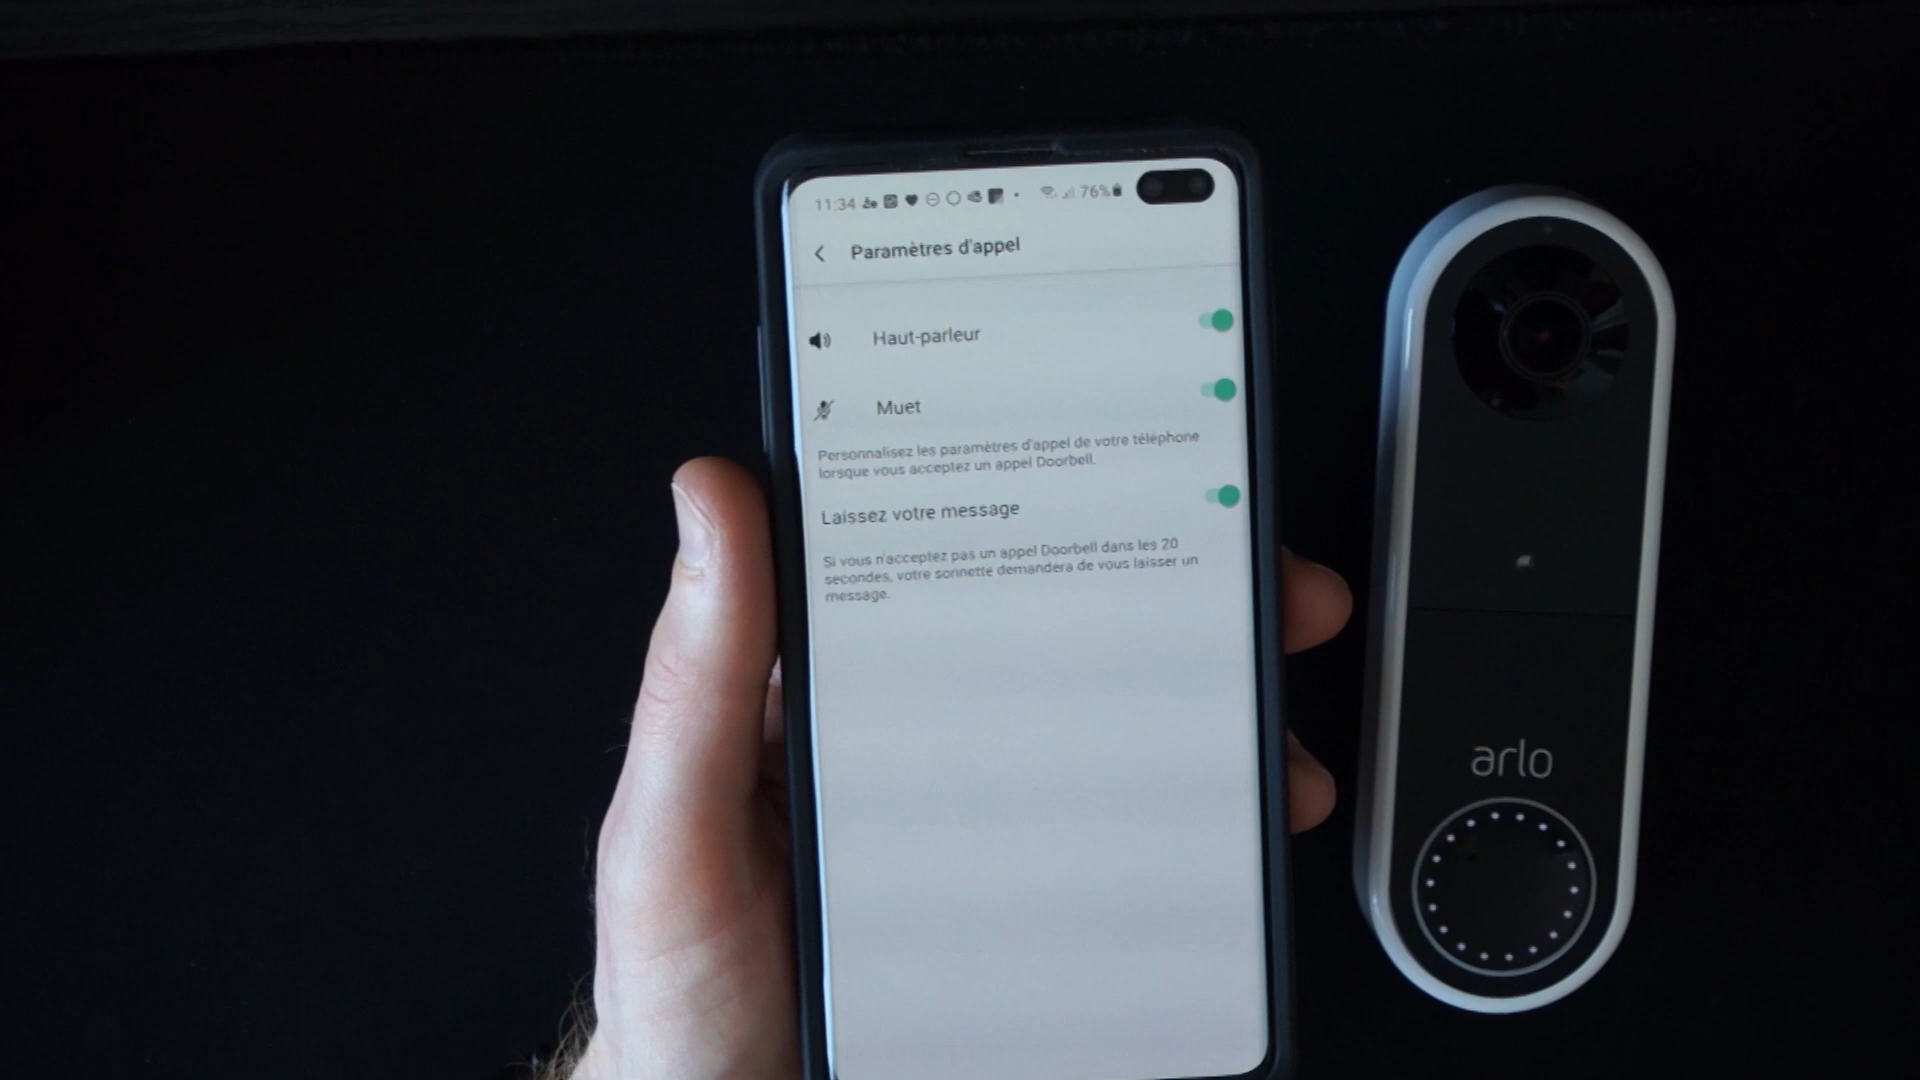 11:34
76%
Paramètres d'appel
Haut-parleur
Muet
Personnalisez les paramètres d'appel de votre téléphone
lorsque vous acceptez un appel Doorbell.
Laissez votre message
Si vous n'acceptez pas un appel Doorbell dans les 20
secondes, votre sonnette demandera de vous laisser un
message.
arlo